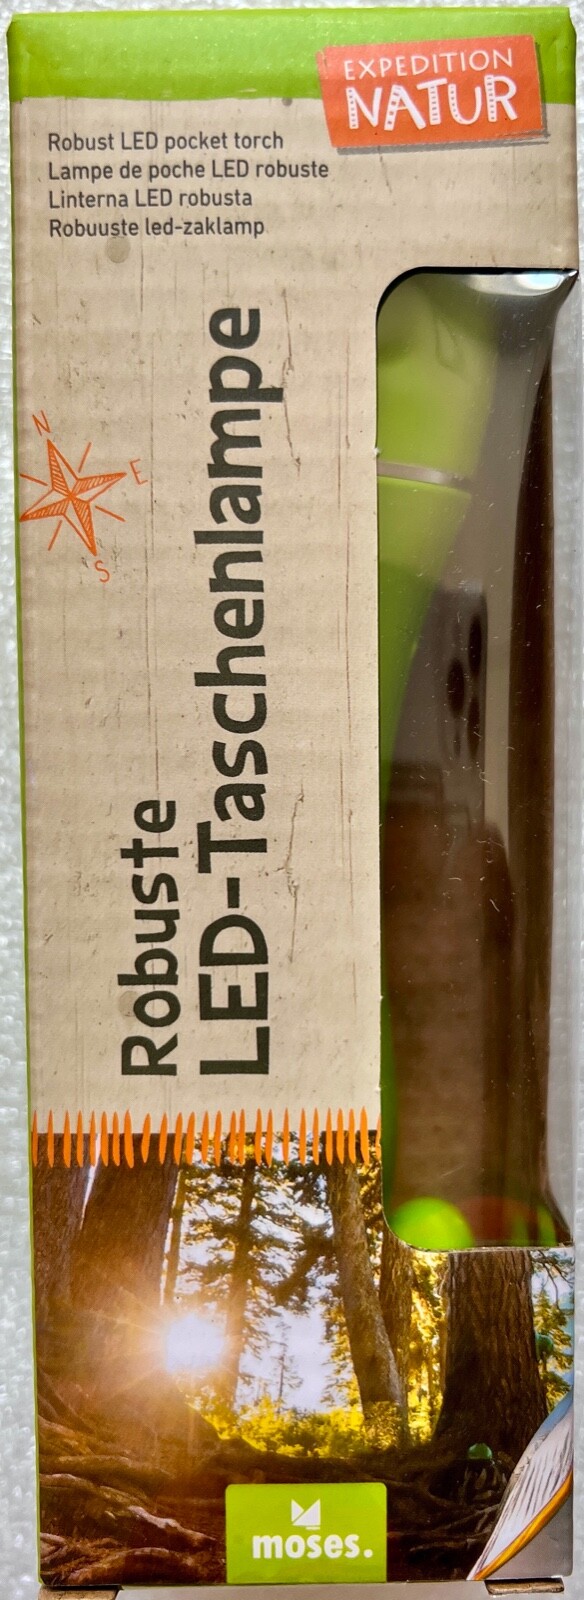 EXPEDITION
NATUR
Robust LED pocket torch
Lampe de poche LED robuste
Linterna LED robusta
Robuuste led-zaklamp
N
E
S
Robuste
LED-Taschenlampe
moses.